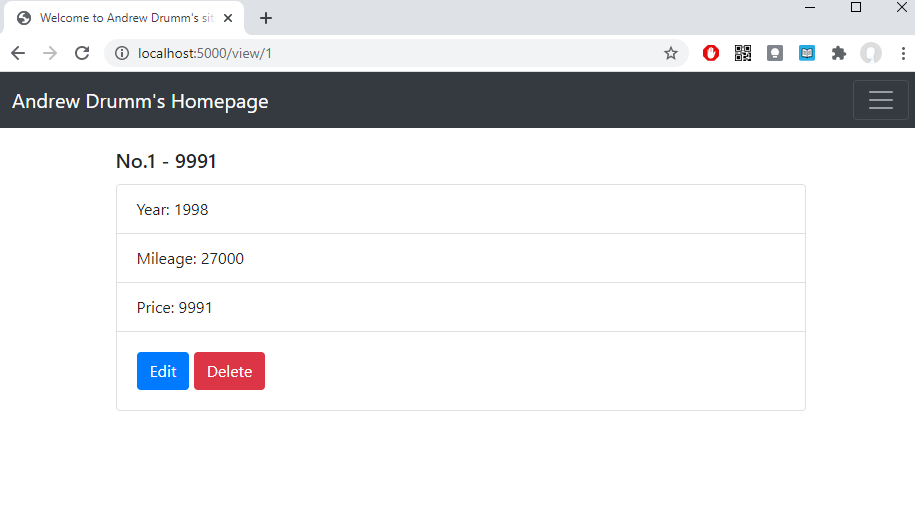 Welcome to Andrew Drumm's sit
localhost:5000/view/1
Andrew Drumm's Homepage
No.1 - 9991
Year: 1998
Mileage: 27000
Price: 9991
Edit Delete